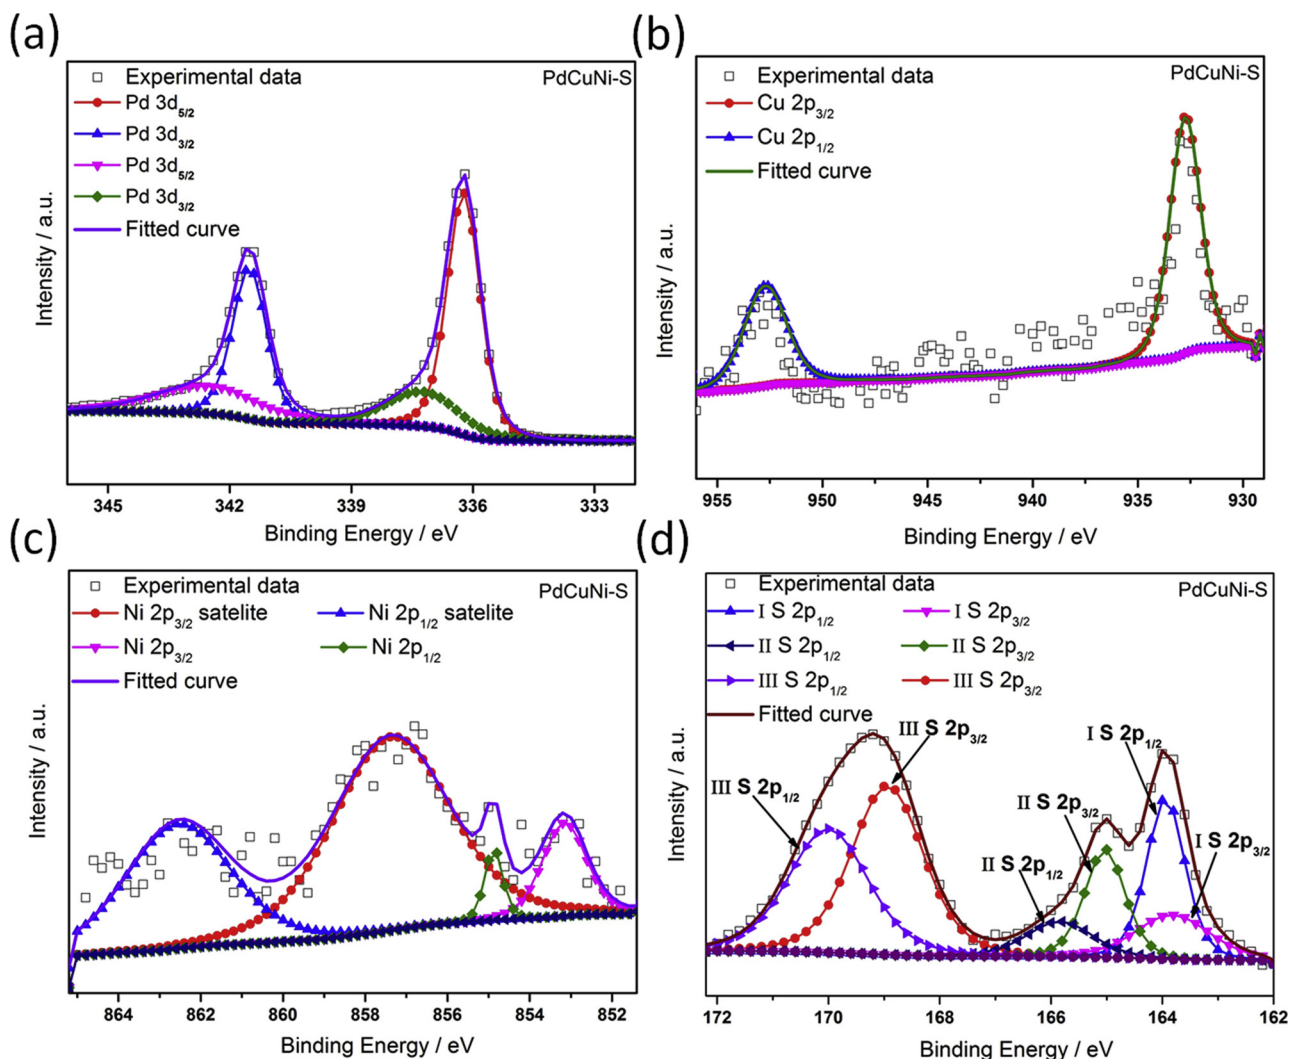 (a)
PdCuNi-S
Experimental data
Pd 3d5/2
Pd 3d3/2
Pd 3d5/2
Pd 3d3/2
Fitted curve
Intensity / a.u.
345 342 339 336 333
Binding Energy / eV
(b)
PdCuNi-S
Experimental data
Cu 2p3/2
Cu 2p1/2
Fitted curve
Intensity / a.u.
955 950 945 940 935 930
Binding Energy / eV
(c)
PdCuNi-S
Experimental data
Ni 2p3/2 satelite Ni 2p1/2 satelite
Ni 2p3/2 Ni 2p1/2
Fitted curve
Intensity / a.u.
864 862 860 858 856 854 852
Binding Energy / eV
(d)
PdCuNi-S
Experimental data
I S 2p1/2 I S 2p3/2
II S 2p1/2 II S 2p3/2
III S 2p1/2 III S 2p3/2
Fitted curve
III S 2p3/2
I S 2p1/2
III S 2p1/2
II S 2p3/2
I S 2p3/2
II S 2p1/2
Intensity / a.u.
172 170 168 166 164 162
Binding Energy / eV